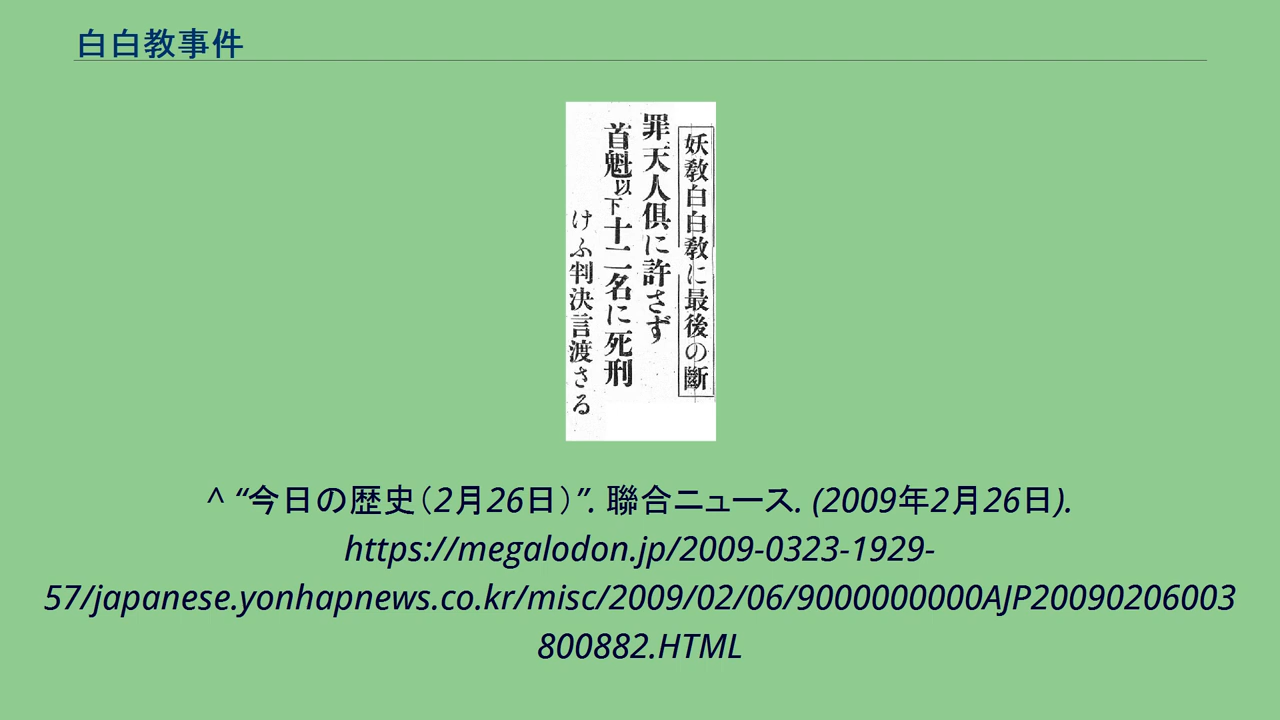 白白教事件
妖教白白教に最後の斷
罪、天人倶に許さず
首魁以下十二名に死刑
けふ判決言渡さる
^ “今日の歴史（2月26日）”. 聯合ニュース. (2009年2月26日).
https://megalodon.jp/2009-0323-1929-
57/japanese.yonhapnews.co.kr/misc/2009/02/06/9000000000AJP20090206003
800882.HTML